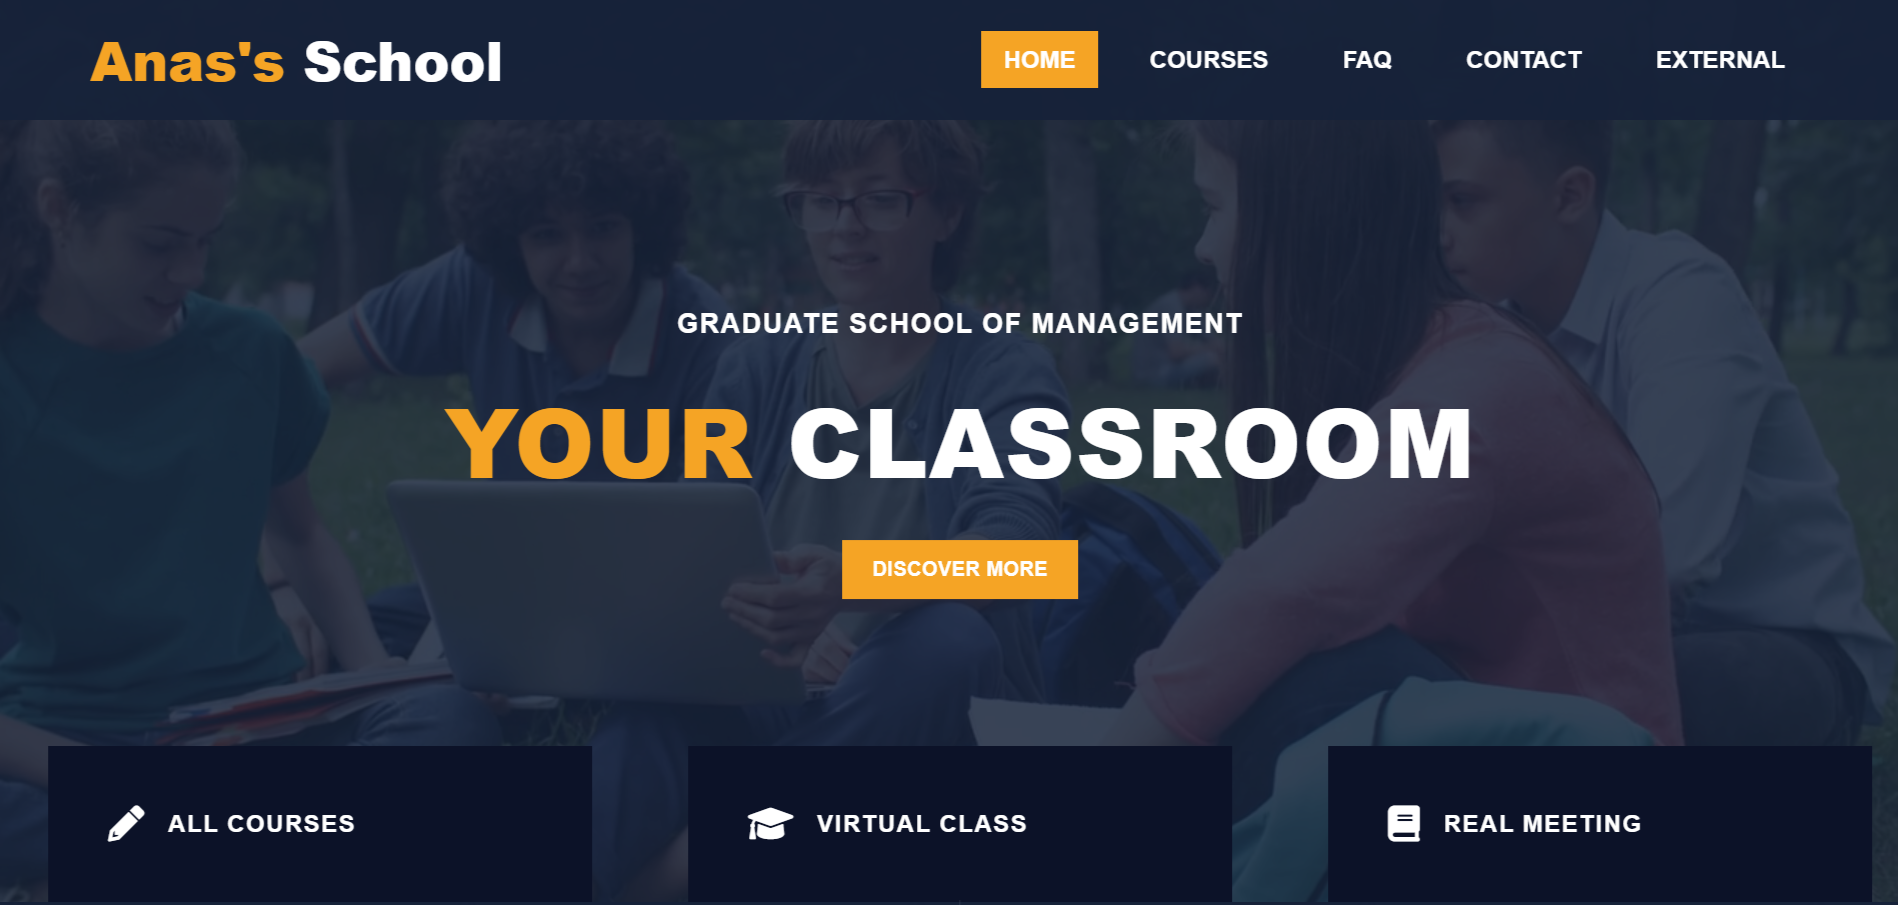 Anas's School
HOME COURSES FAQ CONTACT EXTERNAL
GRADUATE SCHOOL OF MANAGEMENT
YOUR CLASSROOM
DISCOVER MORE
ALL COURSES
VIRTUAL CLASS
REAL MEETING